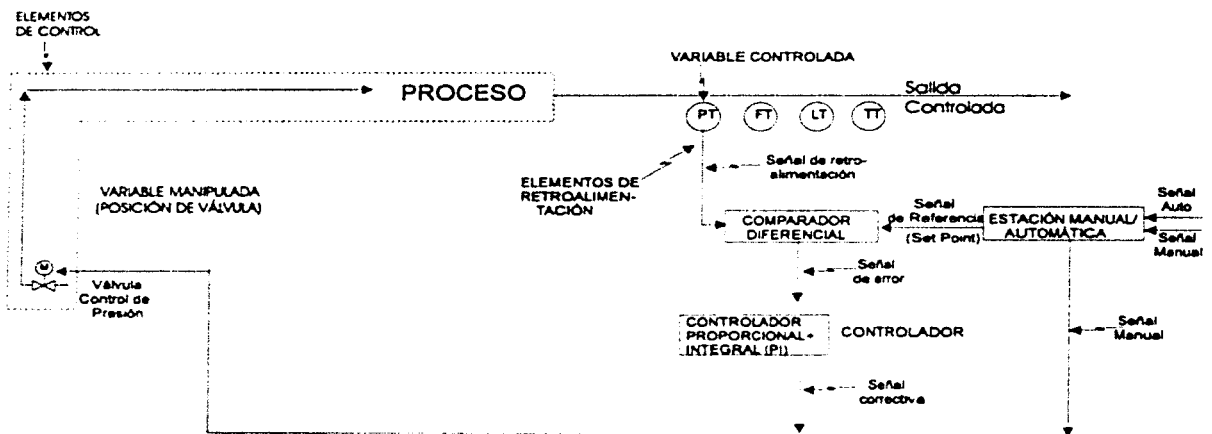 ELEMENTOS
DE CONTROL
VARIABLE CONTROLADA
PROCESO
Salida
Controlada
PT
FT
LT
TT
ELEMENTOS DE
RETROALIMEN-
TACIÓN
Señal de retro-
alimentación
VARIABLE MANIPULADA
(POSICIÓN DE VÁLVULA)
COMPARADOR
DIFERENCIAL
Señal
de Referencia
(Set Point)
ESTACIÓN MANUAL/
AUTOMÁTICA
Señal
Auto
Señal
Manual
M
Válvula
Control de
Presión
Señal
de error
CONTROLADOR
PROPORCIONAL+
INTEGRAL (PI)
CONTROLADOR
Señal
Manual
Señal
correctiva